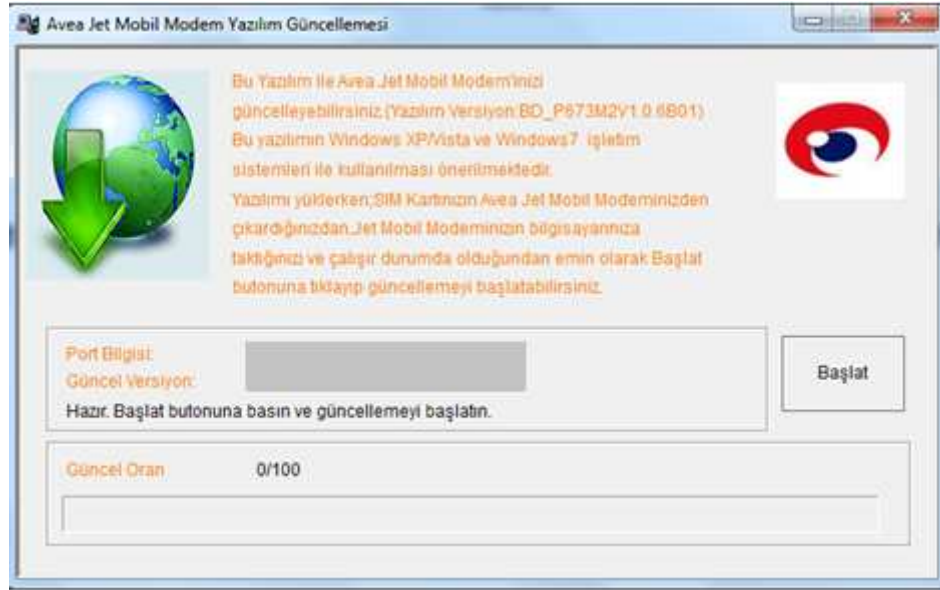 Avea Jet Mobil Modem Yazılım Güncellemesi
Bu Yazılım İle Avea Jet Mobil Modem'inizi
güncelleyebilirsiniz.(Yazılım Versiyon:BD_P673M2V1.0.6B01)
Bu yazılımın Windows XP/Vista ve Windows7 işletim
sistemleri ile kullanılması önerilmektedir.
Yazılımı yüklerken;SIM Kartınızın Avea Jet Mobil Modeminizden
çıkardığınızdan,Jet Mobil Modeminizin bilgisayarınıza
taktığınızı ve çalışır durumda olduğundan emin olarak Başlat
butonuna tıklayıp güncellemeyi başlatabilirsiniz.
Port Bilgisi:
Güncel Versiyon:
Başlat
Hazır. Başlat butonuna basın ve güncellemeyi başlatın.
Güncel Oran 0/100